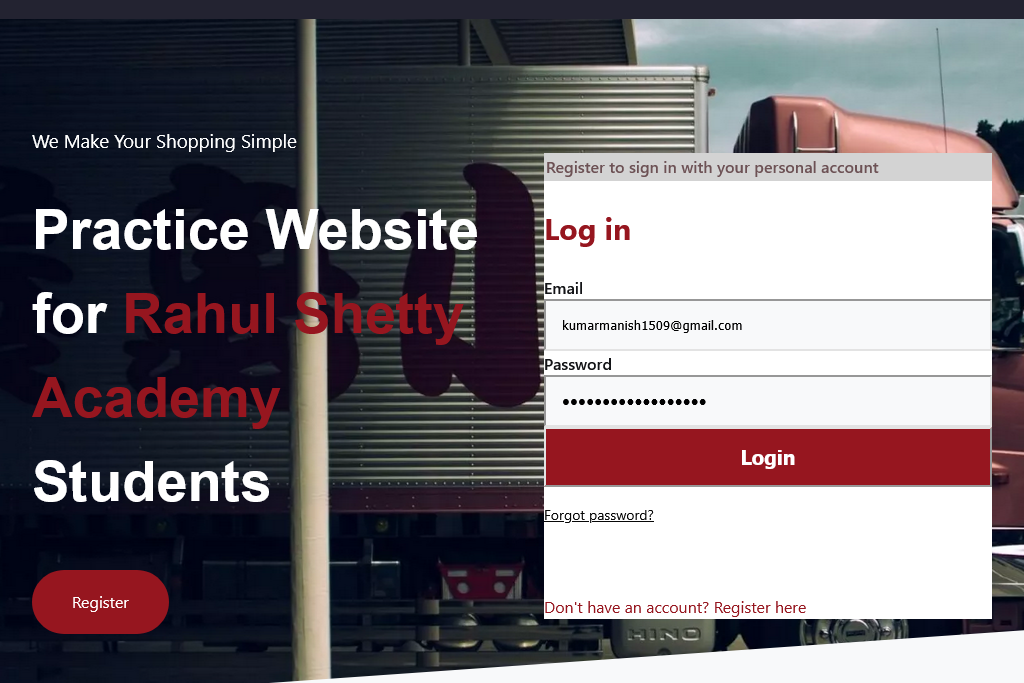 We Make Your Shopping Simple
Practice Website
for Rahul Shetty
Academy
Students
Register
Register to sign in with your personal account
Log in
Email
kumarmanish1509@gmail.com
Password
••••••••••••••••••
Login
Forgot password?
Don't have an account? Register here
HINO